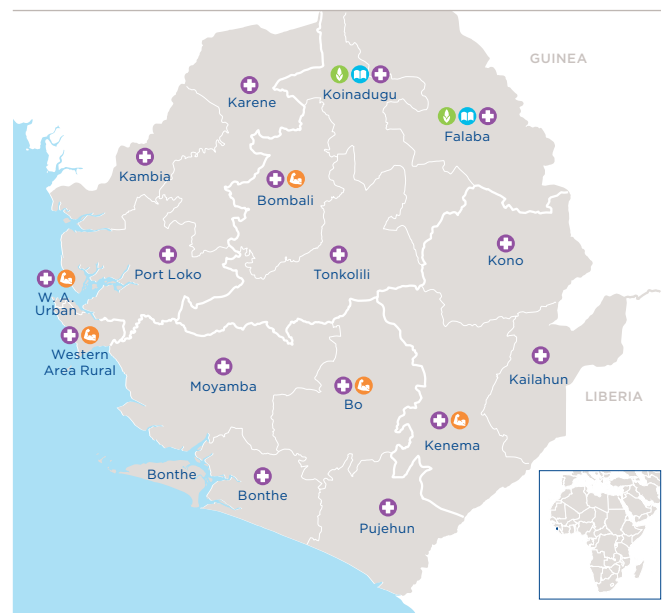 GUINEA
Koinadugu
Karene
Falaba
Kambia
Bombali
Port Loko
Tonkolili
Kono
W. A.
Urban
Western
Area Rural
Moyamba
Bo
Kailahun
LIBERIA
Kenema
Bonthe
Bonthe
Pujehun